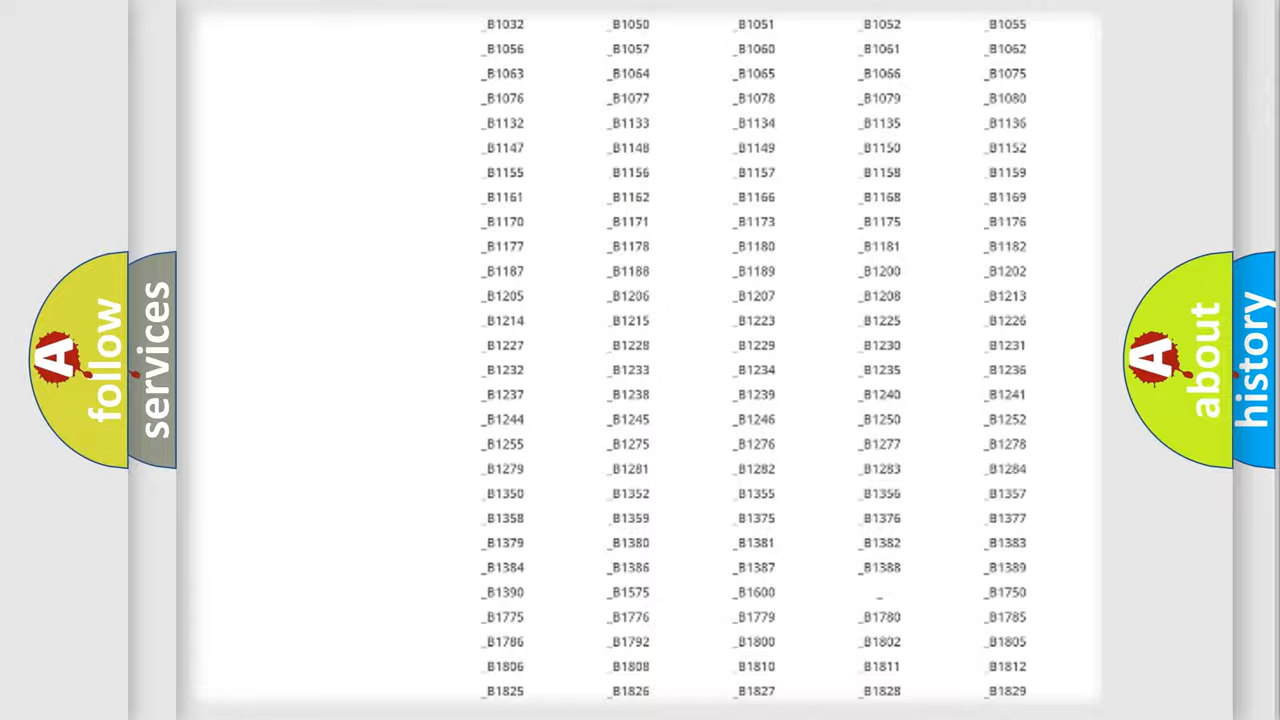 _B1032 _B1050 _B1051 _B1052 _B1055
_B1056 _B1057 _B1060 _B1061 _B1062
_B1063 _B1064 _B1065 _B1066 _B1075
_B1076 _B1077 _B1078 _B1079 _B1080
_B1132 _B1133 _B1134 _B1135 _B1136
_B1147 _B1148 _B1149 _B1150 _B1152
_B1155 _B1156 _B1157 _B1158 _B1159
_B1161 _B1162 _B1166 _B1168 _B1169
_B1170 _B1171 _B1173 _B1175 _B1176
_B1177 _B1178 _B1180 _B1181 _B1182
_B1187 _B1188 _B1189 _B1200 _B1202
_B1205 _B1206 _B1207 _B1208 _B1213
_B1214 _B1215 _B1223 _B1225 _B1226
_B1227 _B1228 _B1229 _B1230 _B1231
_B1232 _B1233 _B1234 _B1235 _B1236
_B1237 _B1238 _B1239 _B1240 _B1241
_B1244 _B1245 _B1246 _B1250 _B1252
_B1255 _B1275 _B1276 _B1277 _B1278
_B1279 _B1281 _B1282 _B1283 _B1284
_B1350 _B1352 _B1355 _B1356 _B1357
_B1358 _B1359 _B1375 _B1376 _B1377
_B1379 _B1380 _B1381 _B1382 _B1383
_B1384 _B1386 _B1387 _B1388 _B1389
_B1390 _B1575 _B1600 _ _B1750
_B1775 _B1776 _B1779 _B1780 _B1785
_B1786 _B1792 _B1800 _B1802 _B1805
_B1806 _B1808 _B1810 _B1811 _B1812
_B1825 _B1826 _B1827 _B1828 _B1829
A
follow
services
A
about
history